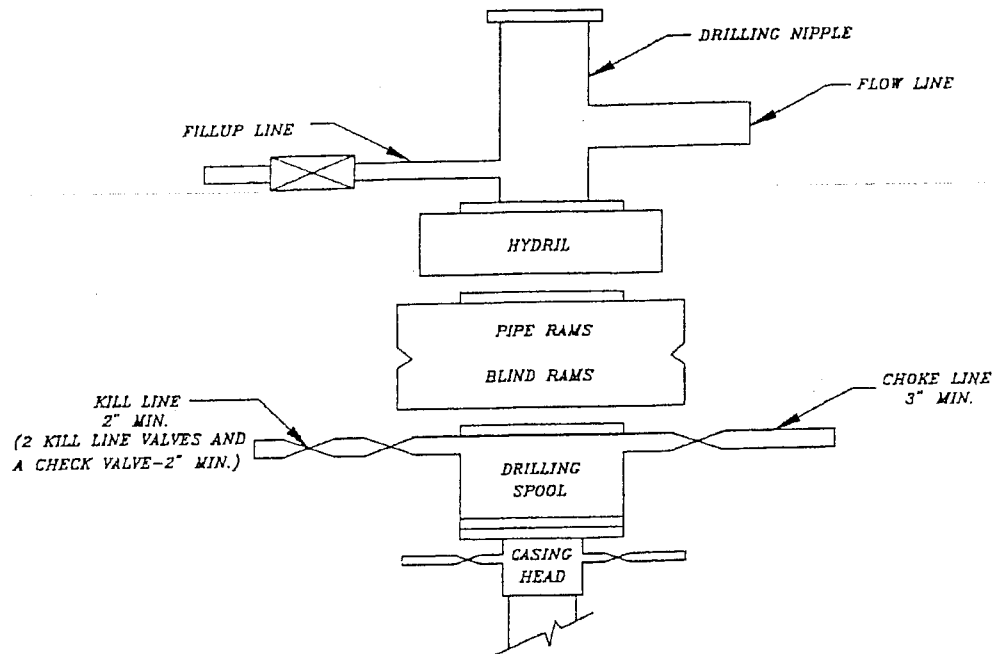 DRILLING NIPPLE
FLOW LINE
FILLUP LINE
HYDRIL
PIPE RAMS
BLIND RAMS
CHOKE LINE
3" MIN.
KILL LINE
2" MIN.
(2 KILL LINE VALVES AND
A CHECK VALVE-2" MIN.)
DRILLING
SPOOL
CASING
HEAD